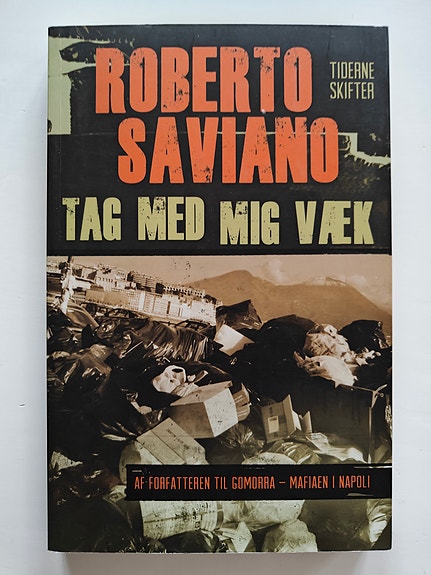 ROBERTO
SAVIANO
TIDERNE
SKIFTER
TAG MED MIG VÆK
AF FORFATTEREN TIL GOMORRA – MAFIAEN I NAPOLI